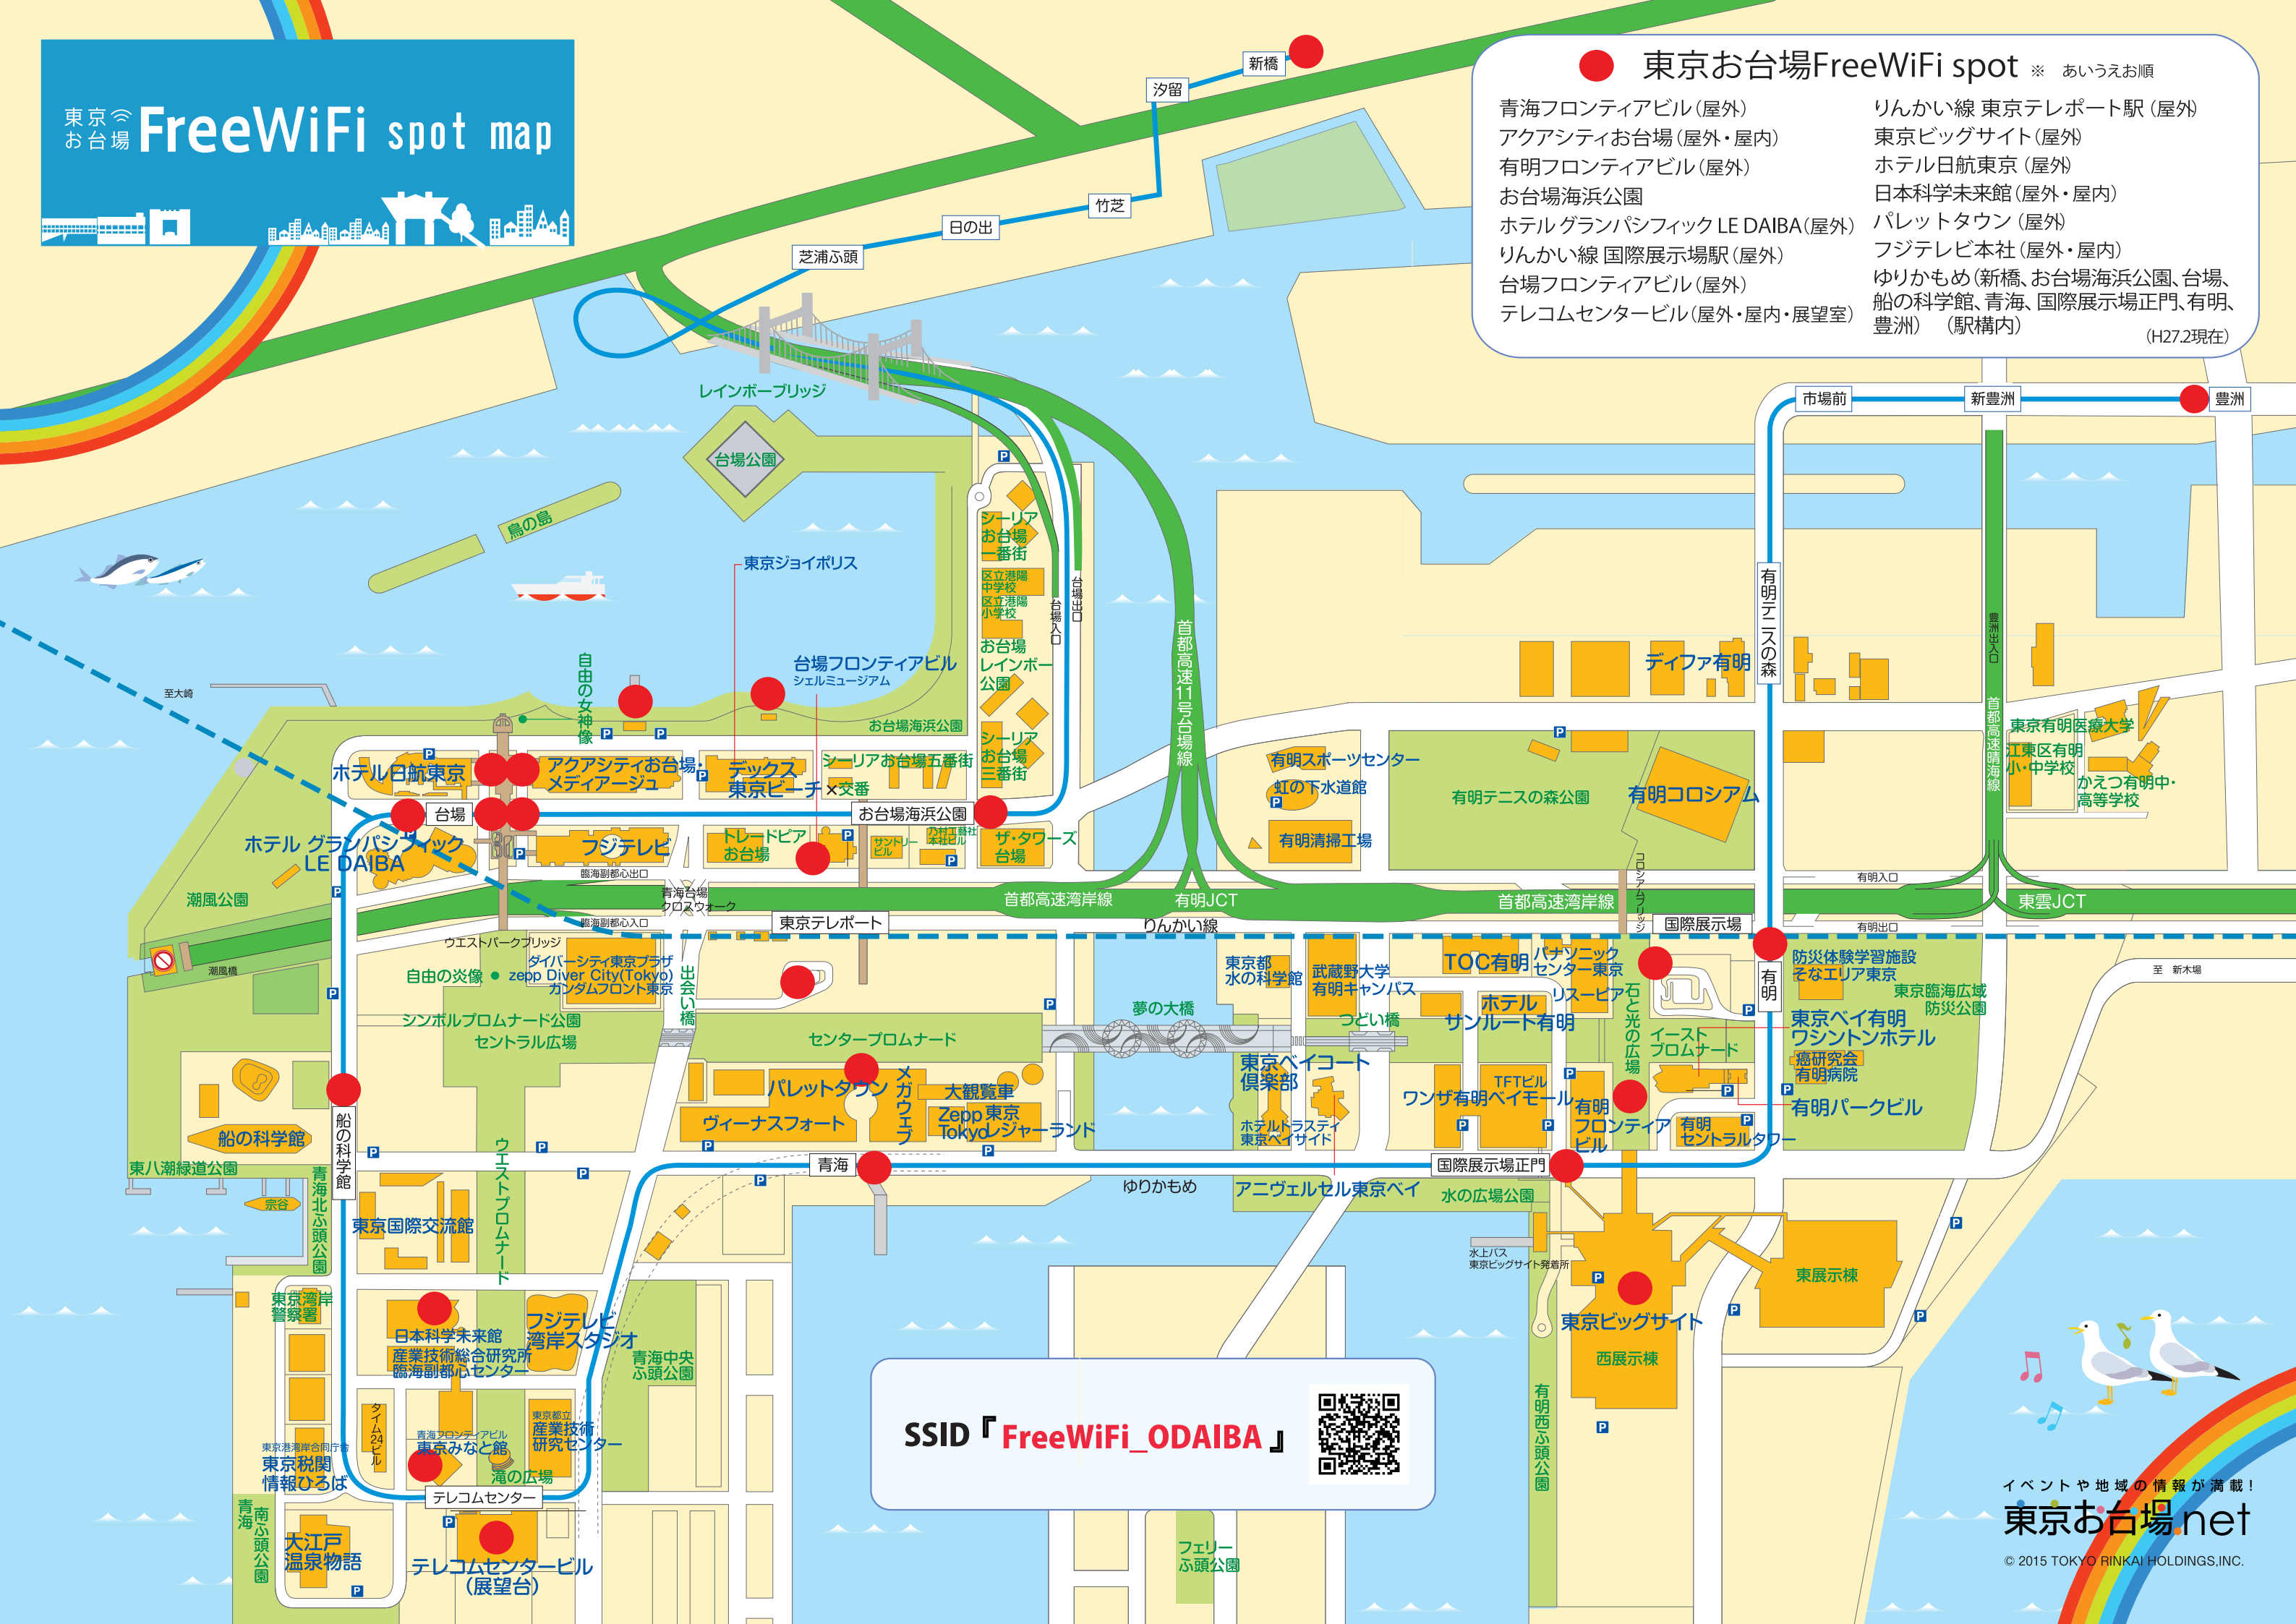 東京
お台場
FreeWiFi spot map
東京お台場FreeWiFi spot ※ あいうえお順
青海フロンティアビル（屋外）
アクアシティお台場（屋外・屋内）
有明フロンティアビル（屋外）
お台場海浜公園
ホテル グランパシフィック LE DAIBA（屋外）
りんかい線 国際展示場駅（屋外）
台場フロンティアビル（屋外）
テレコムセンタービル（屋外・屋内・展望室）
りんかい線 東京テレポート駅（屋外）
東京ビッグサイト（屋外）
ホテル日航東京（屋外）
日本科学未来館（屋外・屋内）
パレットタウン（屋外）
フジテレビ本社（屋外・屋内）
ゆりかもめ（新橋、お台場海浜公園、台場、
船の科学館、青海、国際展示場正門、有明、
豊洲）（駅構内）
（H27.2現在）
新橋
汐留
竹芝
日の出
芝浦ふ頭
レインボーブリッジ
台場公園
鳥の島
市場前
新豊洲
豊洲
シーリア
お台場
一番街
区立港陽
中学校
区立港陽
小学校
お台場
レインボー
公園
シーリア
お台場
三番街
台場入口
台場出口
首都高速11号台場線
有明テニスの森
豊洲出入口
首都高速晴海線
東京ジョイポリス
台場フロンティアビル
シェルミュージアム
自由の女神像
お台場海浜公園
至大崎
ホテル日航東京
アクアシティお台場・
メディアージュ
デックス
東京ビーチ
×交番
シーリアお台場五番街
台場
お台場海浜公園
ホテル グランパシフィック
LE DAIBA
フジテレビ
トレードピア
お台場
サントリー
ビル
乃村工藝社
本社ビル
ザ・タワーズ
台場
臨海副都心出口
臨海副都心入口
青海台場
クロスウォーク
潮風公園
潮風橋
首都高速湾岸線
有明JCT
首都高速湾岸線
東雲JCT
有明入口
有明出口
りんかい線
東京テレポート
国際展示場
有明
ディファ有明
有明スポーツセンター
虹の下水道館
有明清掃工場
有明テニスの森公園
有明コロシアム
コロシアムブリッジ
東京有明医療大学
江東区有明
小・中学校
かえつ有明中・
高等学校
至 新木場
ウエストパークブリッジ
自由の炎像
ダイバーシティ東京プラザ
zepp Diver City(Tokyo)
ガンダムフロント東京
出会い橋
シンボルプロムナード公園
セントラル広場
センタープロムナード
夢の大橋
東京都
水の科学館
武蔵野大学
有明キャンパス
つどい橋
TOC有明
パナソニック
センター東京
リスーピア
ホテル
サンルート有明
石と光の広場
イースト
プロムナード
防災体験学習施設
そなエリア東京
東京臨海広域
防災公園
東京ベイ有明
ワシントンホテル
癌研究会
有明病院
有明パークビル
有明
セントラルタワー
有明
フロンティア
ビル
TFTビル
ワンザ有明ベイモール
東京ベイコート
倶楽部
ホテルトラスティ
東京ベイサイド
アニヴェルセル東京ベイ
パレットタウン
メガウェブ
大観覧車
ヴィーナスフォート
Zepp
Tokyo
東京
レジャーランド
青海
ゆりかもめ
国際展示場正門
水の広場公園
水上バス
東京ビッグサイト発着所
東京ビッグサイト
西展示棟
東展示棟
有明西ふ頭公園
船の科学館
船の科学館
東八潮緑道公園
宗谷
青海北ふ頭公園
東京国際交流館
ウエストプロムナード
東京湾岸
警察署
日本科学未来館
産業技術総合研究所
臨海副都心センター
フジテレビ
湾岸スタジオ
青海中央
ふ頭公園
タイム24ビル
青海フロンティアビル
東京みなと館
東京都立
産業技術
研究センター
滝の広場
東京港湾岸合同庁舎
東京税関
情報ひろば
テレコムセンター
青海
南ふ頭公園
大江戸
温泉物語
テレコムセンタービル
（展望台）
フェリー
ふ頭公園
SSID『FreeWiFi_ODAIBA』
イベントや地域の情報が満載！
東京お台場.net
© 2015 TOKYO RINKAI HOLDINGS,INC.